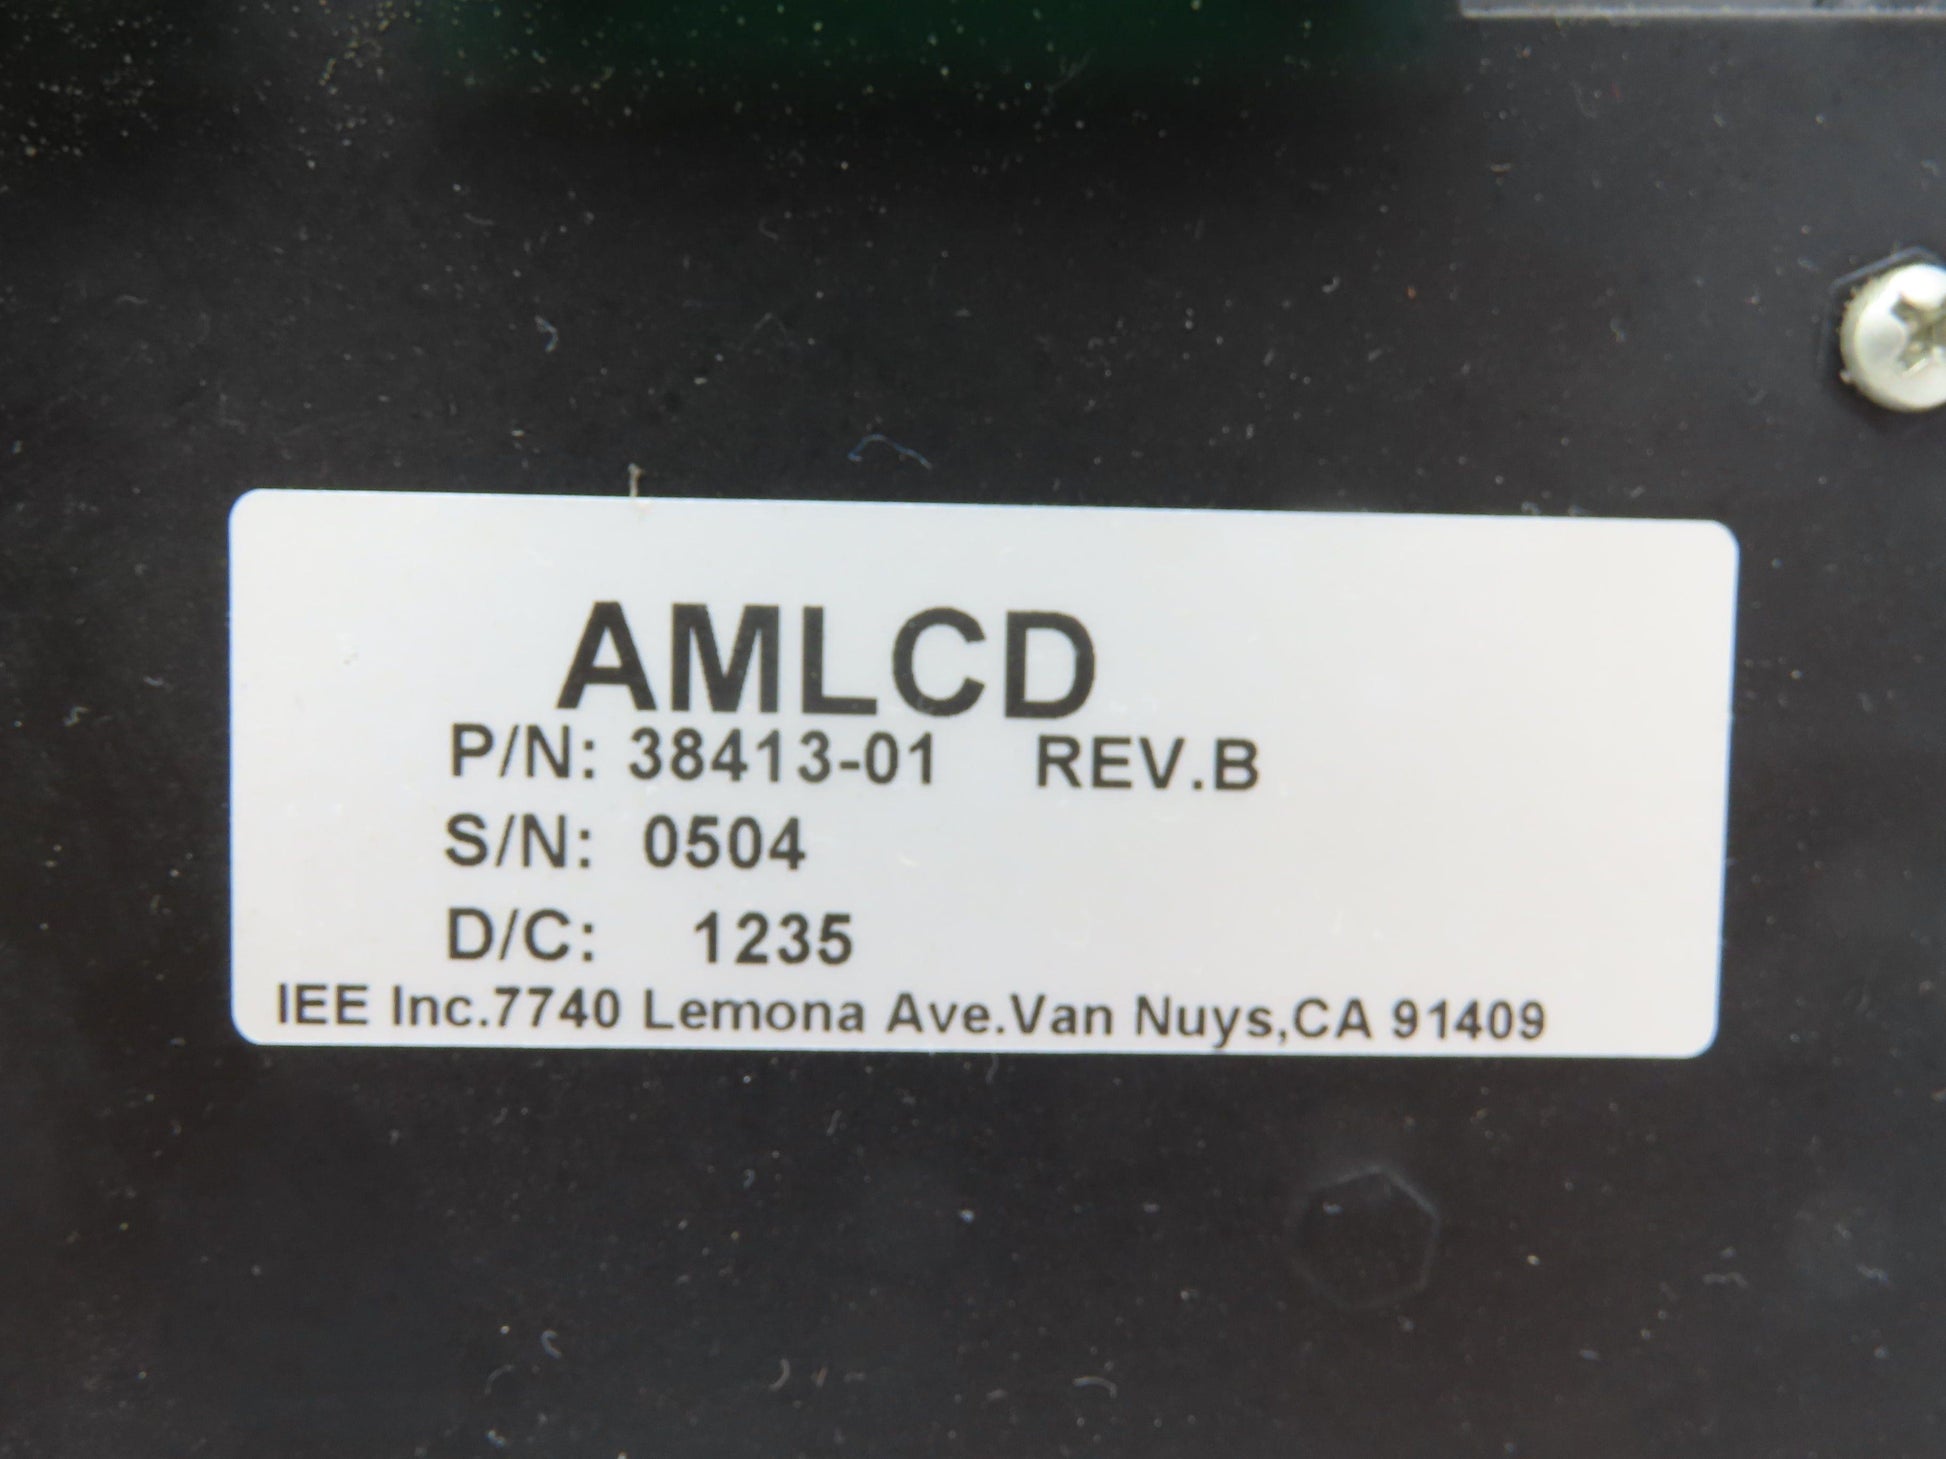 AMLCD
P/N: 38413-01 REV.B
S/N: 0504
D/C: 1235
IEE Inc.7740 Lemona Ave.Van Nuys,CA 91409